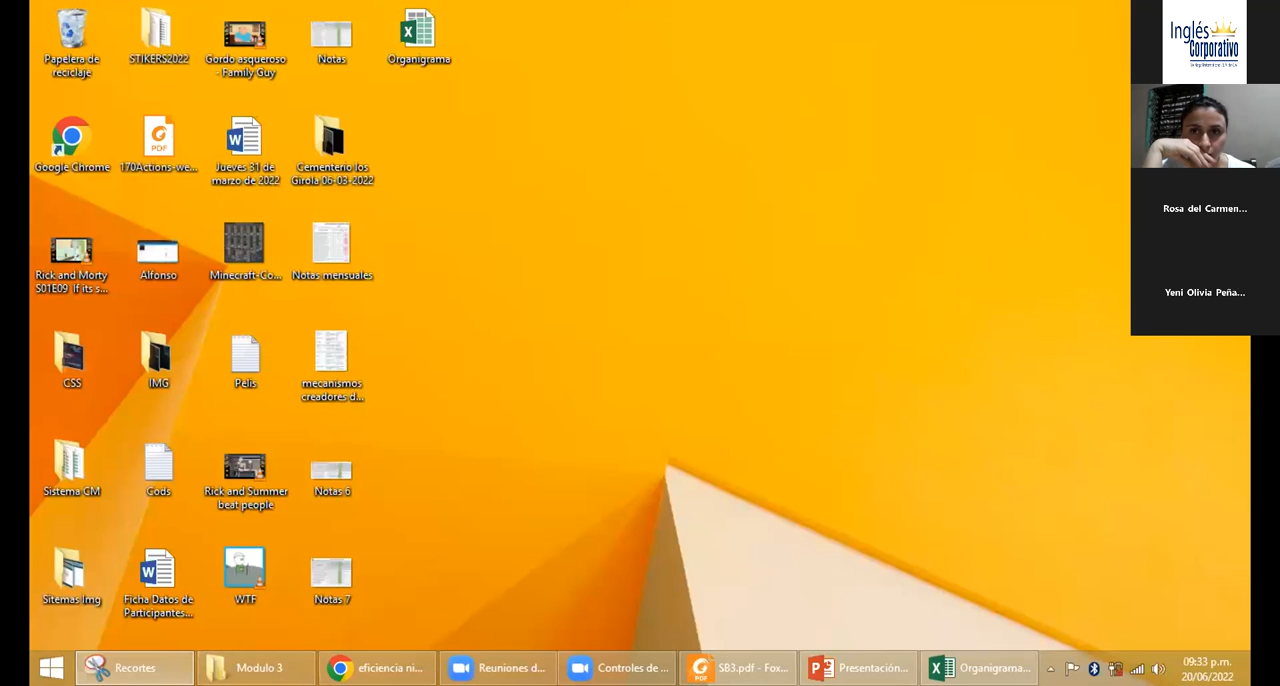 Papelera de
reciclaje
STIKERS2022
Gordo asqueroso
- Family Guy
Notas
Organigrama
Google Chrome
170Actions-we...
Jueves 31 de
marzo de 2022
Cementerio los
Girola 06-03-2022
Rick and Morty
S01E09 If its s...
Alfonso
Minecraft-Co...
Notas mensuales
CSS
IMG
Pelis
mecanismos
creadores d...
Sistema CM
Cods
Rick and Summer
beat people
Notas 6
Sitemas Img
Ficha Datos de
Participantes...
WTF
Notas 7
Inglés
Corporativo
Rosa del Carmen...
Yeni Olivia Peña...
Recortes
Modulo 3
eficiencia ni...
Reuniones d...
Controles de ...
SB3.pdf - Fox...
Presentación...
Organigrama...
09:33 p.m.
20/06/2022